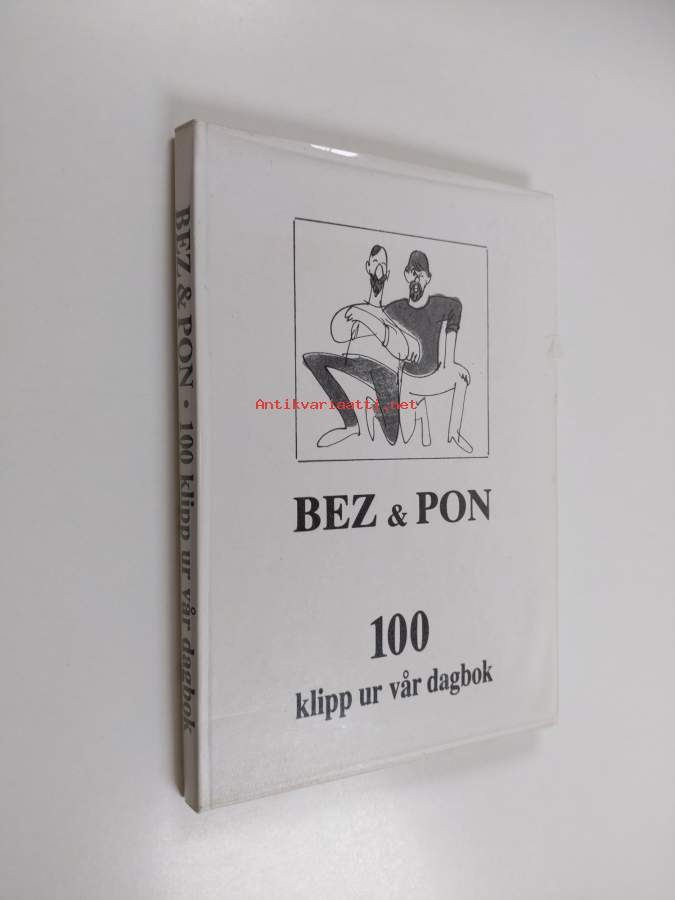 BEZ & PON • 100 klipp ur vår dagbok
Antikvariaatti.net
BEZ & PON
100
klipp ur vår dagbok